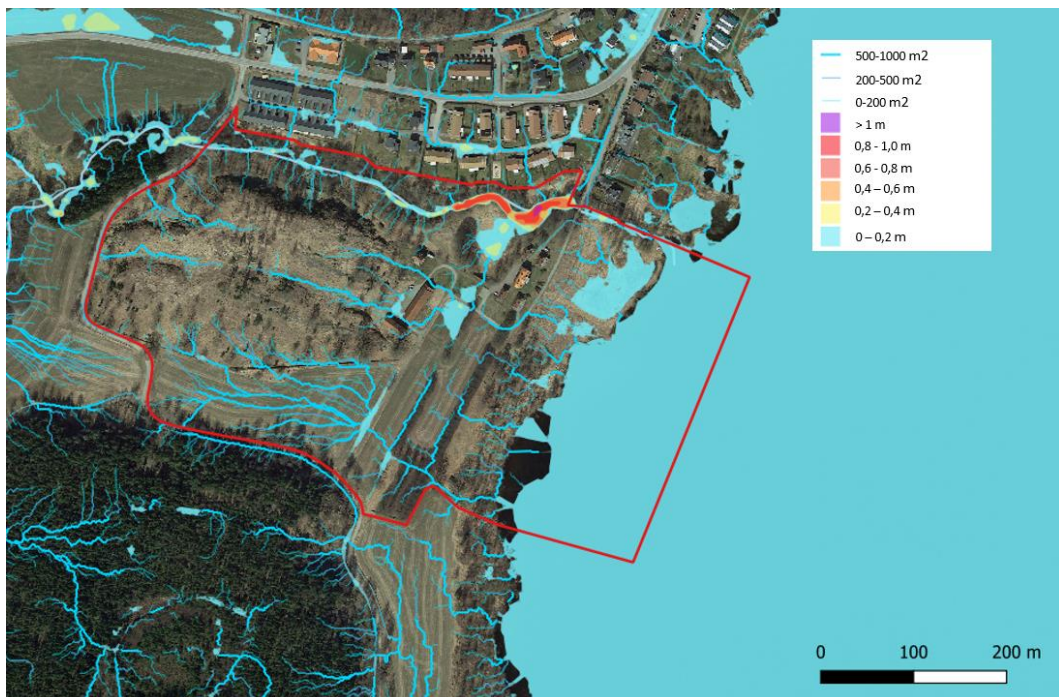 500-1000 m2
200-500 m2
0-200 m2
> 1 m
0,8 - 1,0 m
0,6 - 0,8 m
0,4 – 0,6 m
0,2 – 0,4 m
0 – 0,2 m
0 100 200 m